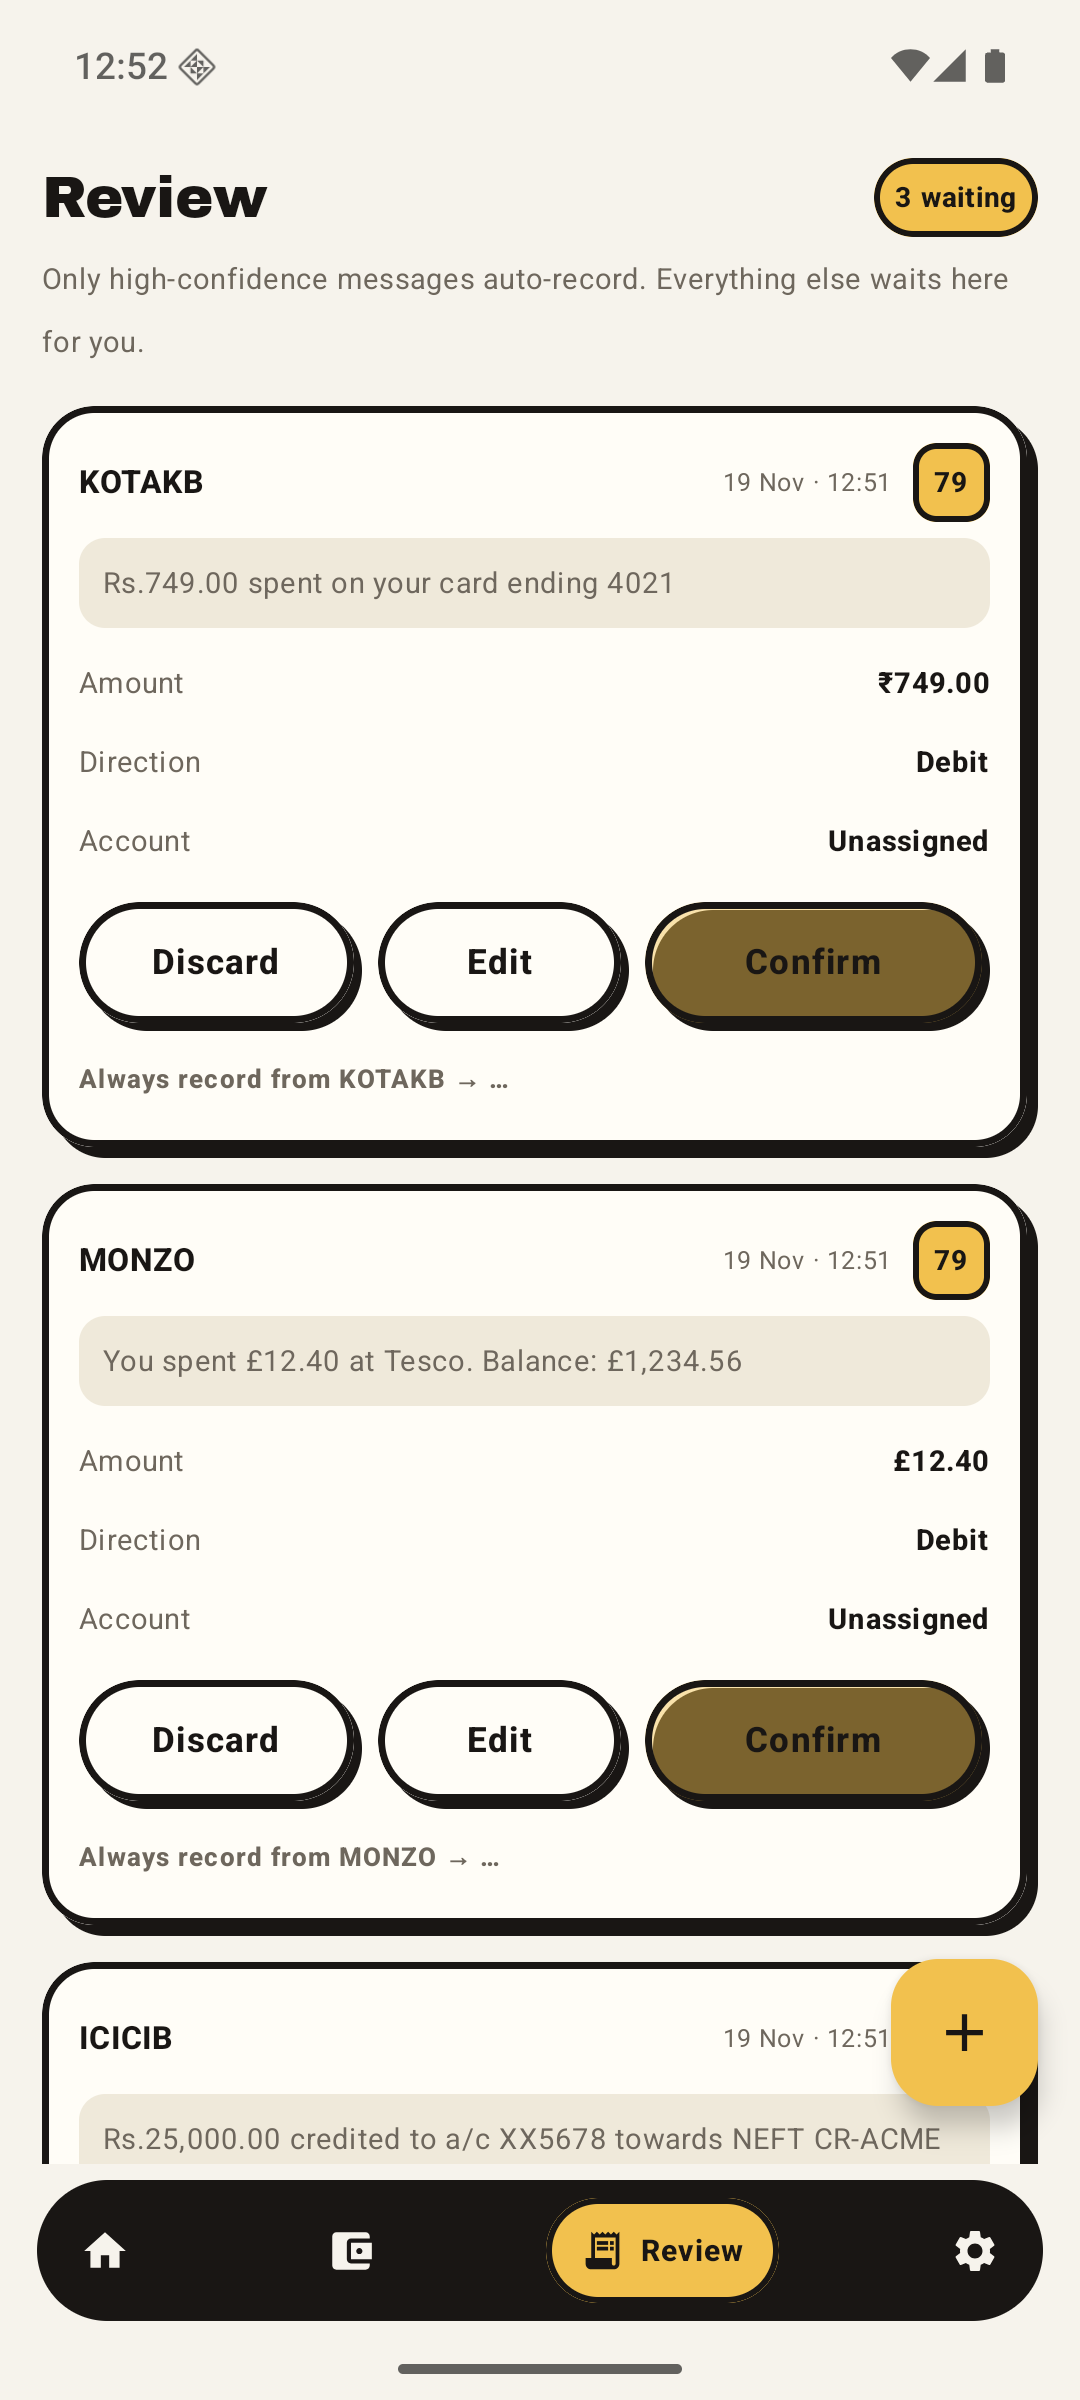 12:52
Review
3 waiting
Only high-confidence messages auto-record. Everything else waits here
for you.
KOTAKB
19 Nov · 12:51
79
Rs.749.00 spent on your card ending 4021
Amount
₹749.00
Direction
Debit
Account
Unassigned
Discard
Edit
Confirm
Always record from KOTAKB → …
MONZO
19 Nov · 12:51
79
You spent £12.40 at Tesco. Balance: £1,234.56
Amount
£12.40
Direction
Debit
Account
Unassigned
Discard
Edit
Confirm
Always record from MONZO → …
ICICIB
19 Nov · 12:51
Rs.25,000.00 credited to a/c XX5678 towards NEFT CR-ACME
Review